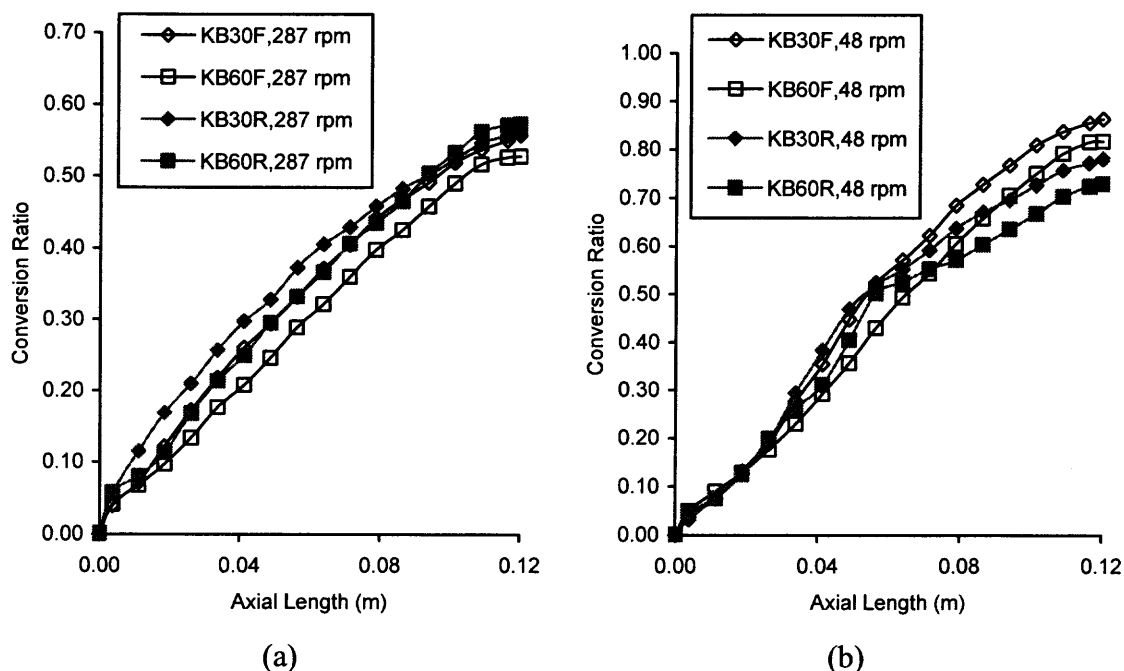 KB30F,287 rpm
KB60F,287 rpm
KB30R,287 rpm
KB60R,287 rpm
0.70
0.60
0.50
0.40
0.30
0.20
0.10
0.00
Conversion Ratio
0.00 0.04 0.08 0.12
Axial Length (m)
(a)
KB30F,48 rpm
KB60F,48 rpm
KB30R,48 rpm
KB60R,48 rpm
1.00
0.90
0.80
0.70
0.60
0.50
0.40
0.30
0.20
0.10
0.00
Conversion Ratio
0.00 0.04 0.08 0.12
Axial Length (m)
(b)